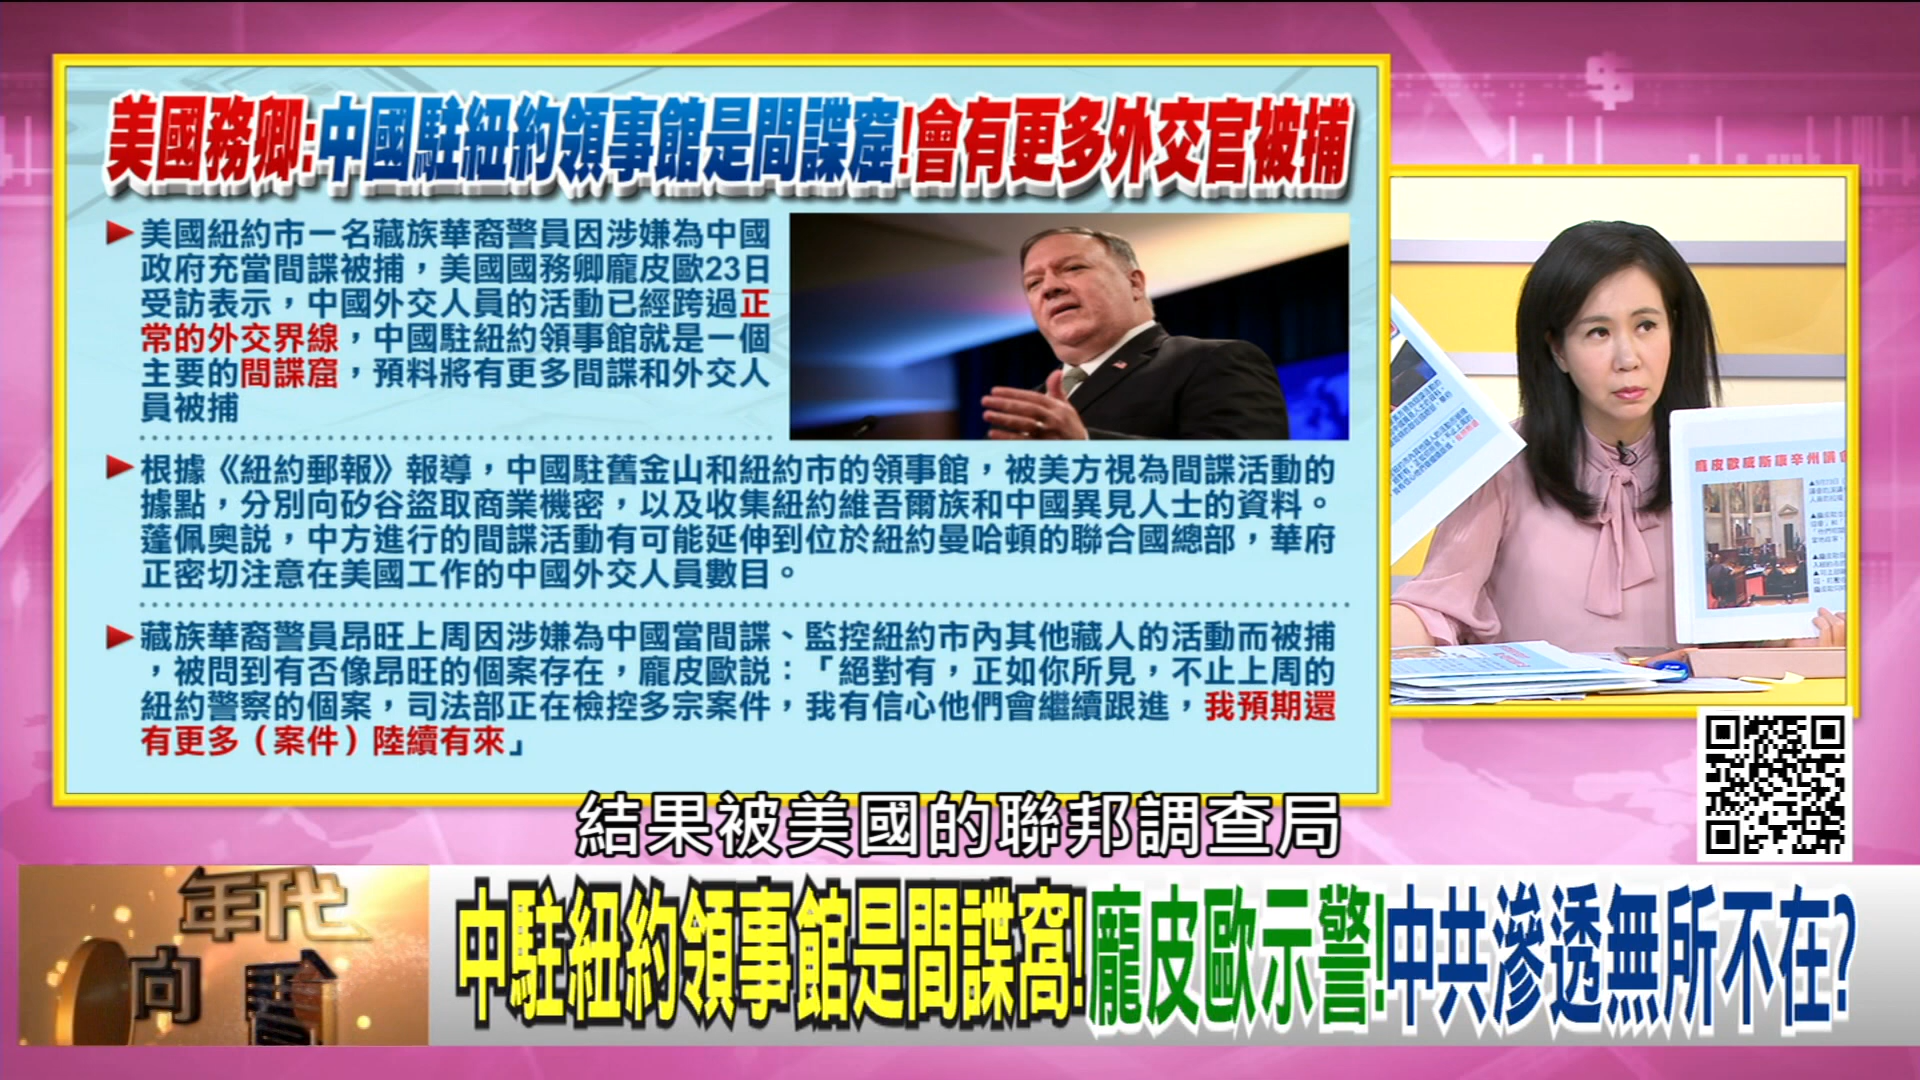 美國務卿:中國駐紐約領事館是間諜窟!會有更多外交官被捕
美國紐約市一名藏族華裔警員因涉嫌為中國
政府充當間諜被捕，美國國務卿龐皮歐23日
受訪表示，中國外交人員的活動已經跨過正
常的外交界線，中國駐紐約領事館就是一個
主要的間諜窟，預料將有更多間諜和外交人
員被捕
根據《紐約郵報》報導，中國駐舊金山和紐約市的領事館，被美方視為間諜活動的
據點，分別向矽谷盜取商業機密，以及收集紐約維吾爾族和中國異見人士的資料。
蓬佩奧説，中方進行的間諜活動有可能延伸到位於紐約曼哈頓的聯合國總部，華府
正密切注意在美國工作的中國外交人員數目。
藏族華裔警員昂旺上周因涉嫌為中國當間諜、監控紐約市內其他藏人的活動而被捕
，被問到有否像昂旺的個案存在，龐皮歐説：「絕對有，正如你所見，不止上周的
紐約警察的個案，司法部正在檢控多宗案件，我有信心他們會繼續跟進，我預期還
有更多（案件）陸續有來」
龐皮歐威斯康辛州議會
結果被美國的聯邦調查局
年代
向錢
中駐紐約領事館是間諜窩!龐皮歐示警!中共滲透無所不在?